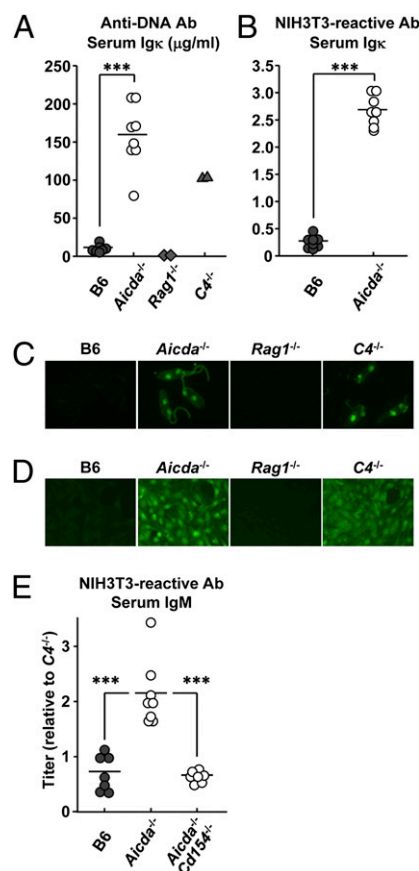 A
Anti-DNA Ab
Serum Igκ (μg/ml)
***
250
200
150
100
50
0
B6
Aicda-/-
Rag1-/-
C4-/-
B
NIH3T3-reactive Ab
Serum Igκ
***
3.5
3.0
2.5
2.0
1.5
1.0
0.5
0
B6
Aicda-/-
C
B6
Aicda-/-
Rag1-/-
C4-/-
D
B6
Aicda-/-
Rag1-/-
C4-/-
E
NIH3T3-reactive Ab
Serum IgM
Titer (relative to C4-/-)
3
2
1
0
***
***
B6
Aicda-/-
Aicda-/-
Cd154-/-